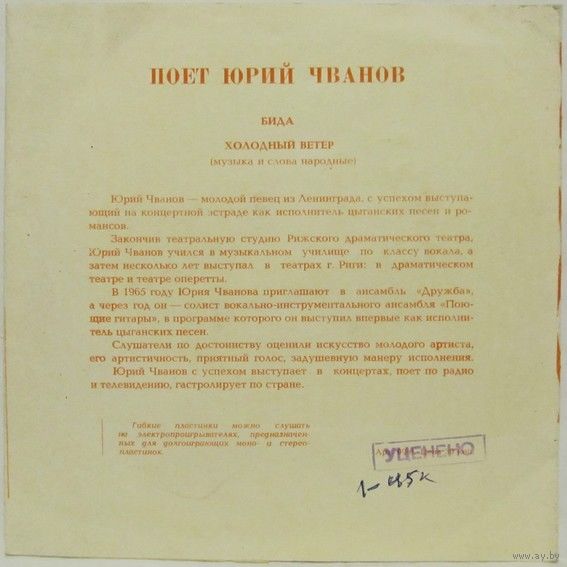 ПОЕТ ЮРИЙ ЧВАНОВ
БИДА
ХОЛОДНЫЙ ВЕТЕР
(музыка и слова народные)
Юрий Чванов — молодой певец из Ленинграда, с успехом выступа-
ющий на концертной эстраде как исполнитель цыганских песен и ро-
мансов.
Закончив театральную студию Рижского драматического театра,
Юрий Чванов учился в музыкальном училище по классу вокала, а
затем несколько лет выступал в театрах г. Риги: в драматическом
театре и театре оперетты.
В 1965 году Юрия Чванова приглашают в ансамбль «Дружба»,
а через год он — солист вокально-инструментального ансамбля «Пою-
щие гитары», в программе которого он выступил впервые как исполни-
тель цыганских песен.
Слушатели по достоинству оценили искусство молодого артиста,
его артистичность, приятный голос, задушевную манеру исполнения.
Юрий Чванов с успехом выступает в концертах, поет по радио
и телевидению, гастролирует по стране.
Гибкие пластинки можно слушать
на электропроигрывателях, предназначен-
ных для долгоиграющих моно- и стерео-
пластинок.
УЦЕНЕНО
1-45к
www.ay.by